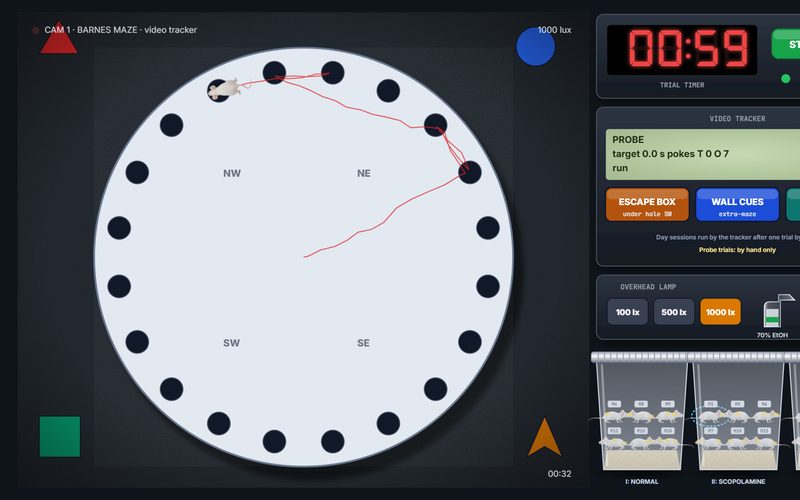 CAM 1 · BARNES MAZE · video tracker
1000 lux
NW
NE
SW
SE
00:32
00:59
TRIAL TIMER
ST
VIDEO TRACKER
PROBE
target 0.0 s pokes T 0 O 7
run
ESCAPE BOX
under hole SW
WALL CUES
extra-maze
Day sessions run by the tracker after one trial by
Probe trials: by hand only
OVERHEAD LAMP
100 lx
500 lx
1000 lx
70% EtOH
I: NORMAL
II: SCOPOLAMINE